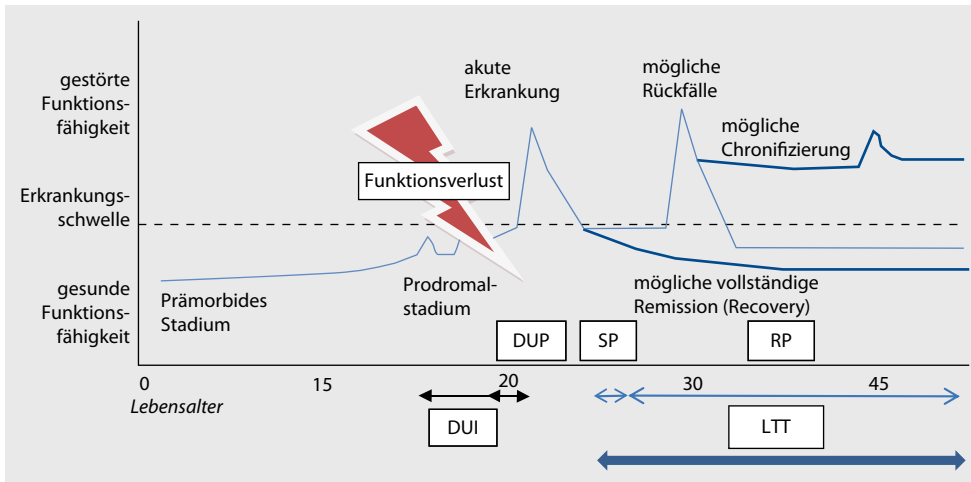 gestörte
Funktions-
fähigkeit
akute
Erkrankung
mögliche
Rückfälle
mögliche
Chronifizierung
Funktionsverlust
Erkrankungs-
schwelle
gesunde
Funktions-
fähigkeit
Prämorbides
Stadium
Prodromal-
stadium
mögliche vollständige
Remission (Recovery)
DUP
SP
RP
0
15
20
30
45
Lebensalter
DUI
LTT